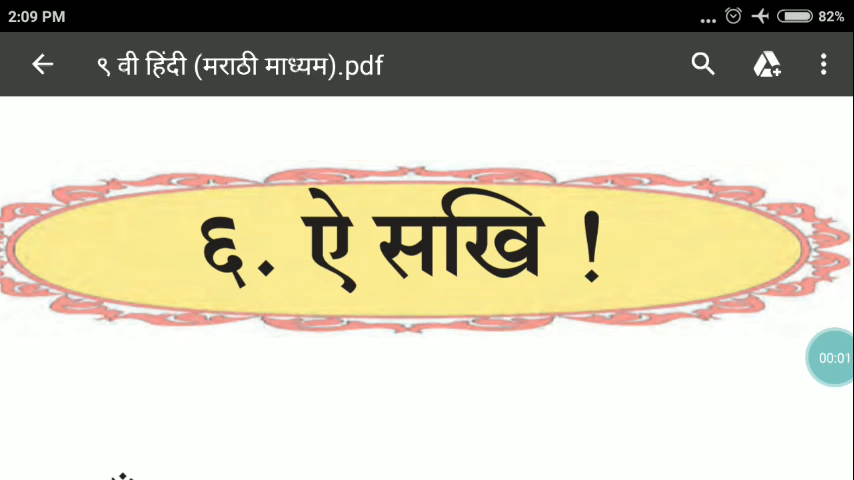 2:09 PM
... 82%
९ वी हिंदी (मराठी माध्यम).pdf
६. ऐ सखि !
00:01